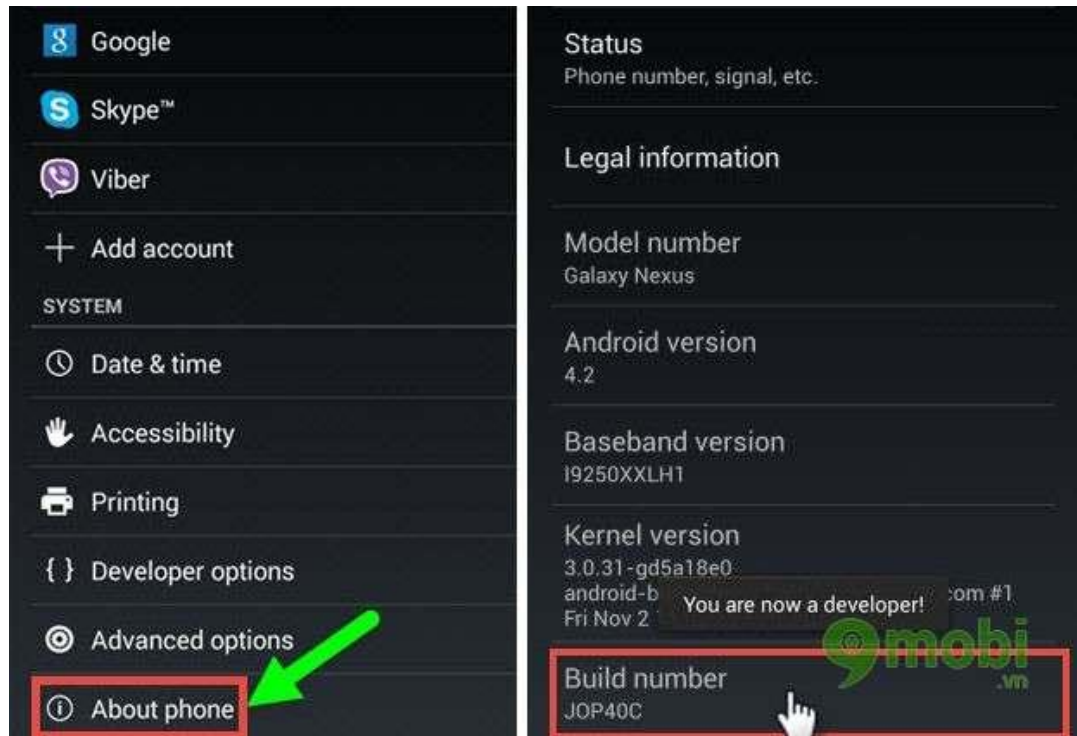 Google
Skype™
Viber
Add account
SYSTEM
Date & time
Accessibility
Printing
Developer options
Advanced options
About phone
Status
Phone number, signal, etc.
Legal information
Model number
Galaxy Nexus
Android version
4.2
Baseband version
I9250XXLH1
Kernel version
3.0.31-gd5a18e0
android-b com #1
Fri Nov 2
You are now a developer!
9mobi
.vn
Build number
JOP40C